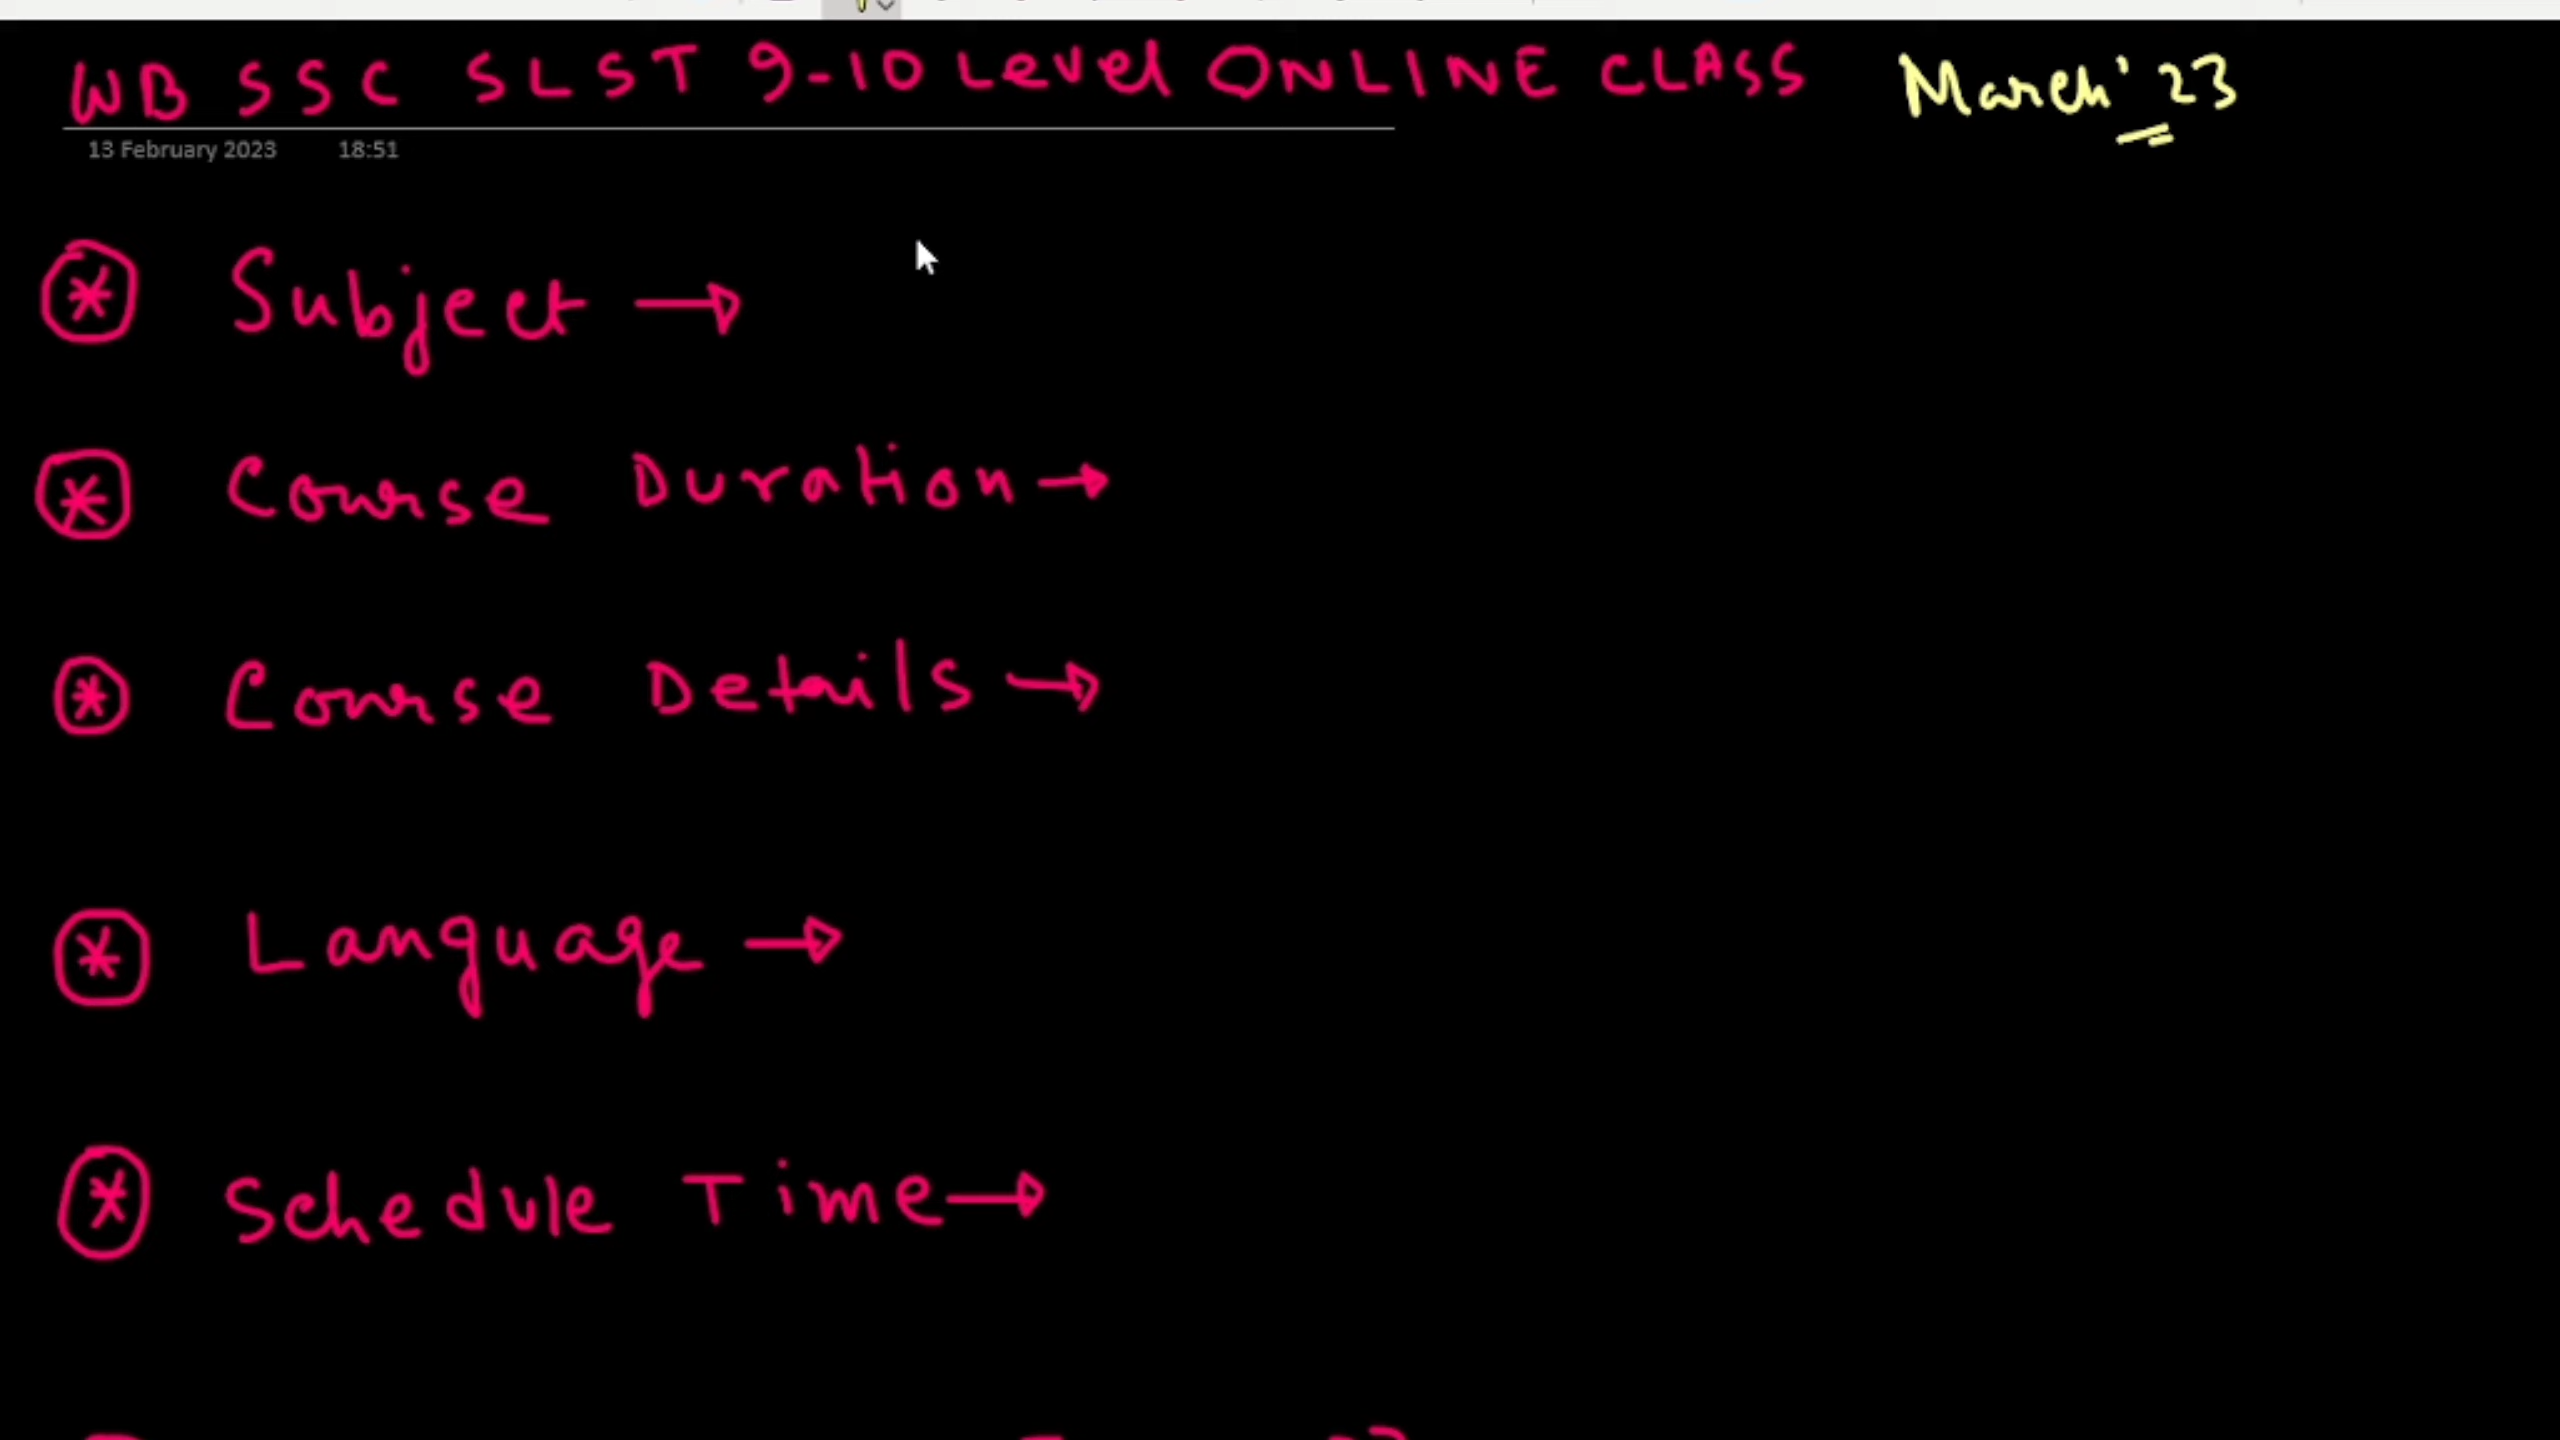 WB SSC SLST 9-10 Level ONLINE CLASS March' 23
13 February 2023 18:51
* Subject →
* Course Duration →
* Course Details →
* Language →
* Schedule Time →